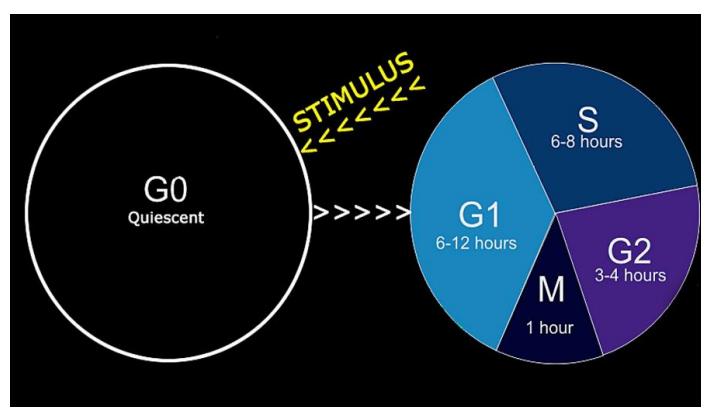 G0
Quiescent
STIMULUS
<<<<<<<
>>>>>
G1
6-12 hours
S
6-8 hours
G2
3-4 hours
M
1 hour